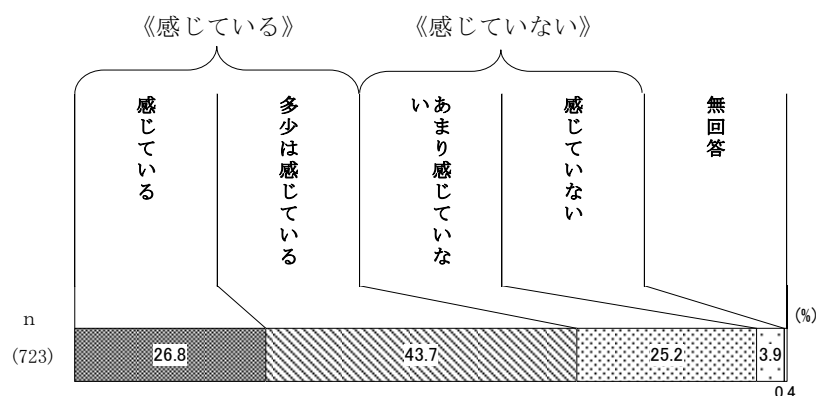 《感じている》
《感じていない》
感じている
多少は感じている
あまり感じていな
い
感じていない
無回答
(%)
n
(723)
26.8
43.7
25.2
3.9
0.4